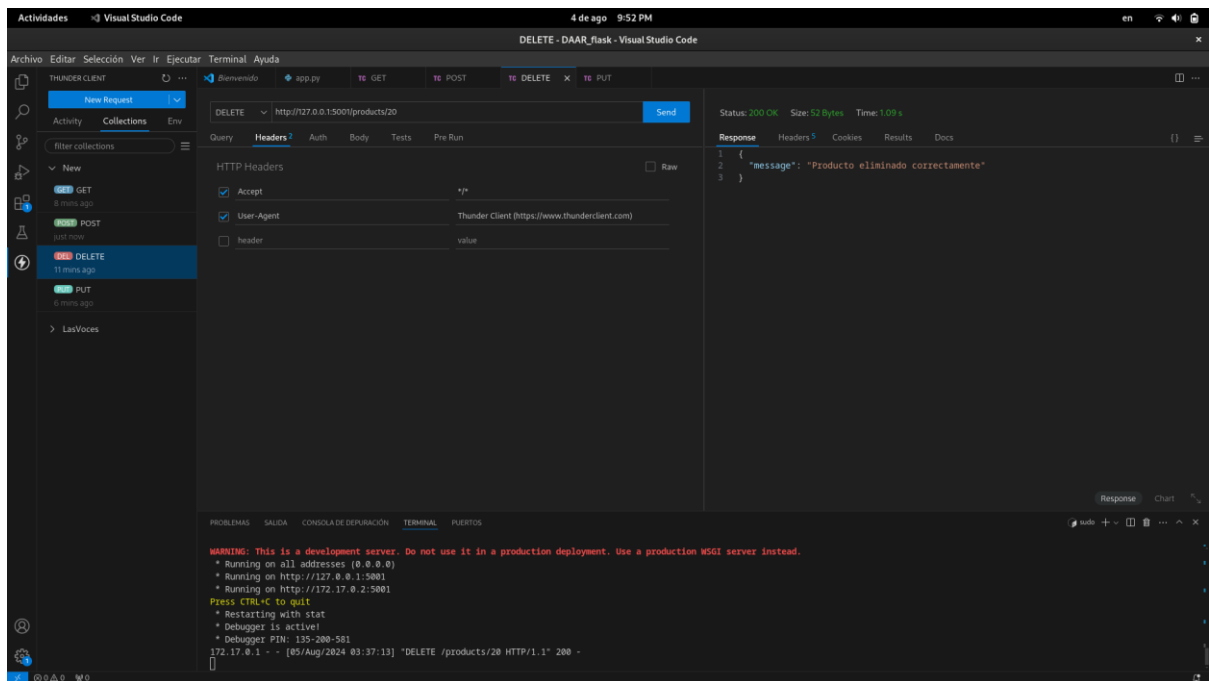 Actividades Visual Studio Code 4 de ago 9:52 PM en
DELETE - DAAR_flask - Visual Studio Code ×
Archivo Editar Selección Ver Ir Ejecutar Terminal Ayuda
THUNDER CLIENT Bienvenido app.py TC GET TC POST TC DELETE × TC PUT
New Request
Activity Collections Env
filter collections
New
GET GET
8 mins ago
POST POST
just now
DEL DELETE
11 mins ago
PUT PUT
6 mins ago
LasVoces
DELETE http://127.0.0.1:5001/products/20 Send
Query Headers 2 Auth Body Tests Pre Run
HTTP Headers Raw
Accept */*
User-Agent Thunder Client (https://www.thunderclient.com)
header value
Status: 200 OK Size: 52 Bytes Time: 1.09 s
Response Headers 5 Cookies Results Docs {}
1 {
2 "message": "Producto eliminado correctamente"
3 }
Response Chart
PROBLEMAS SALIDA CONSOLA DE DEPURACIÓN TERMINAL PUERTOS sudo
WARNING: This is a development server. Do not use it in a production deployment. Use a production WSGI server instead.
* Running on all addresses (0.0.0.0)
* Running on http://127.0.0.1:5001
* Running on http://172.17.0.2:5001
Press CTRL+C to quit
* Restarting with stat
* Debugger is active!
* Debugger PIN: 135-200-581
172.17.0.1 - - [05/Aug/2024 03:37:13] "DELETE /products/20 HTTP/1.1" 200 -
0 0 0